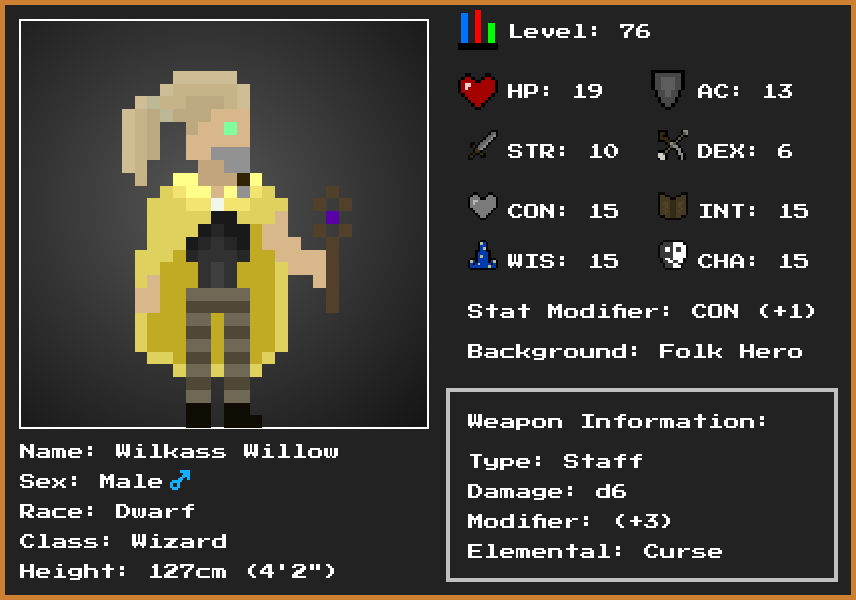 Level: 76
HP: 19
AC: 13
STR: 10
DEX: 6
CON: 15
INT: 15
WIS: 15
CHA: 15
Stat Modifier: CON (+1)
Background: Folk Hero
Weapon Information:
Type: Staff
Damage: d6
Modifier: (+3)
Elemental: Curse
Name: Wilkass Willow
Sex: Male♂
Race: Dwarf
Class: Wizard
Height: 127cm (4'2")